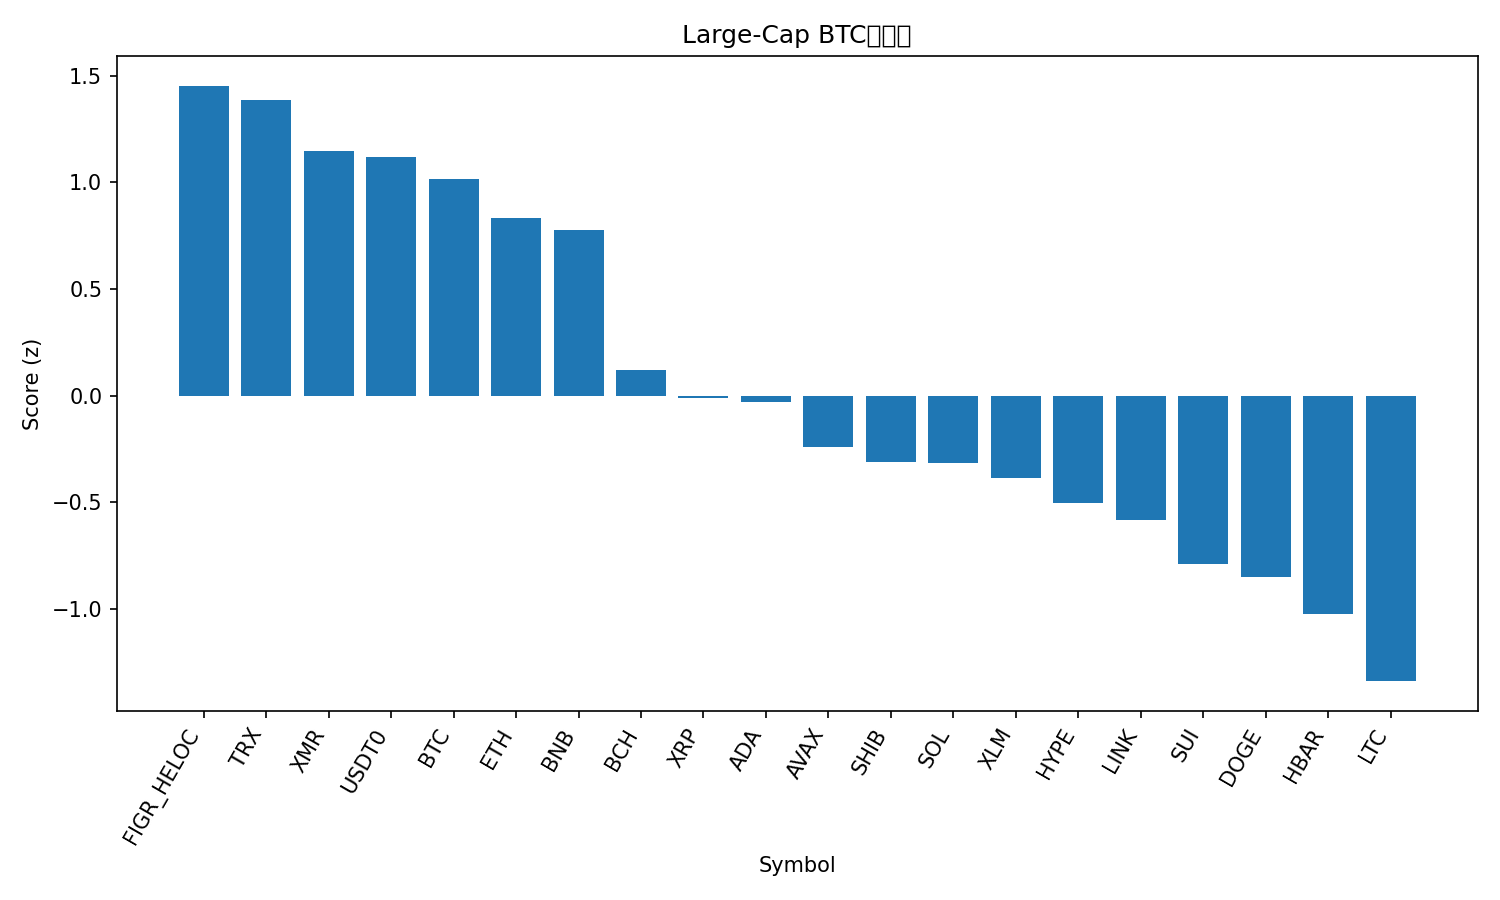 Large-Cap BTC
1.5
1.0
0.5
0.0
−0.5
−1.0
Score (z)
FIGR_HELOC
TRX
XMR
USDT0
BTC
ETH
BNB
BCH
XRP
ADA
AVAX
SHIB
SOL
XLM
HYPE
LINK
SUI
DOGE
HBAR
LTC
Symbol